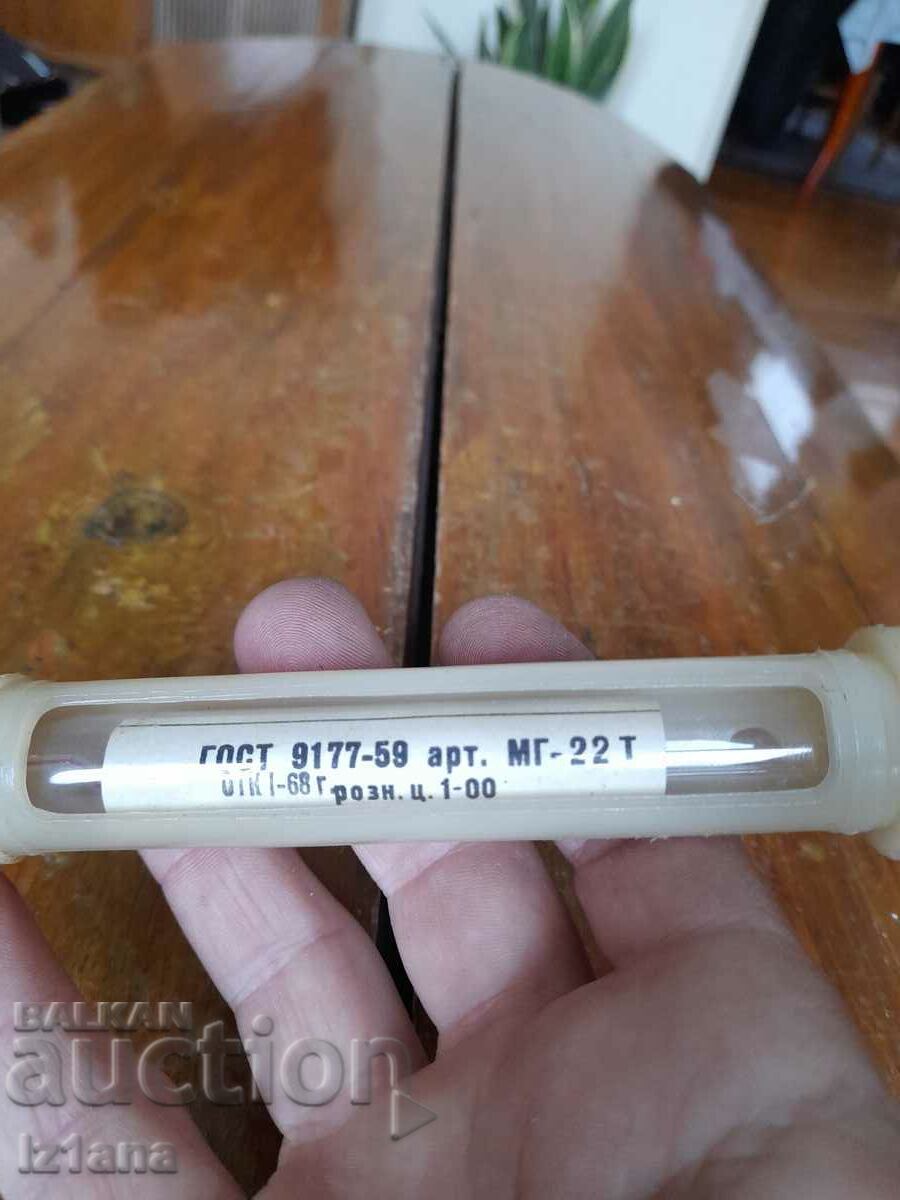 ГОСТ 9177-59 арт. МГ-22 Т
ОТК I-68 г. розн. ц. 1-00
BALKAN
auction
Iz1ana